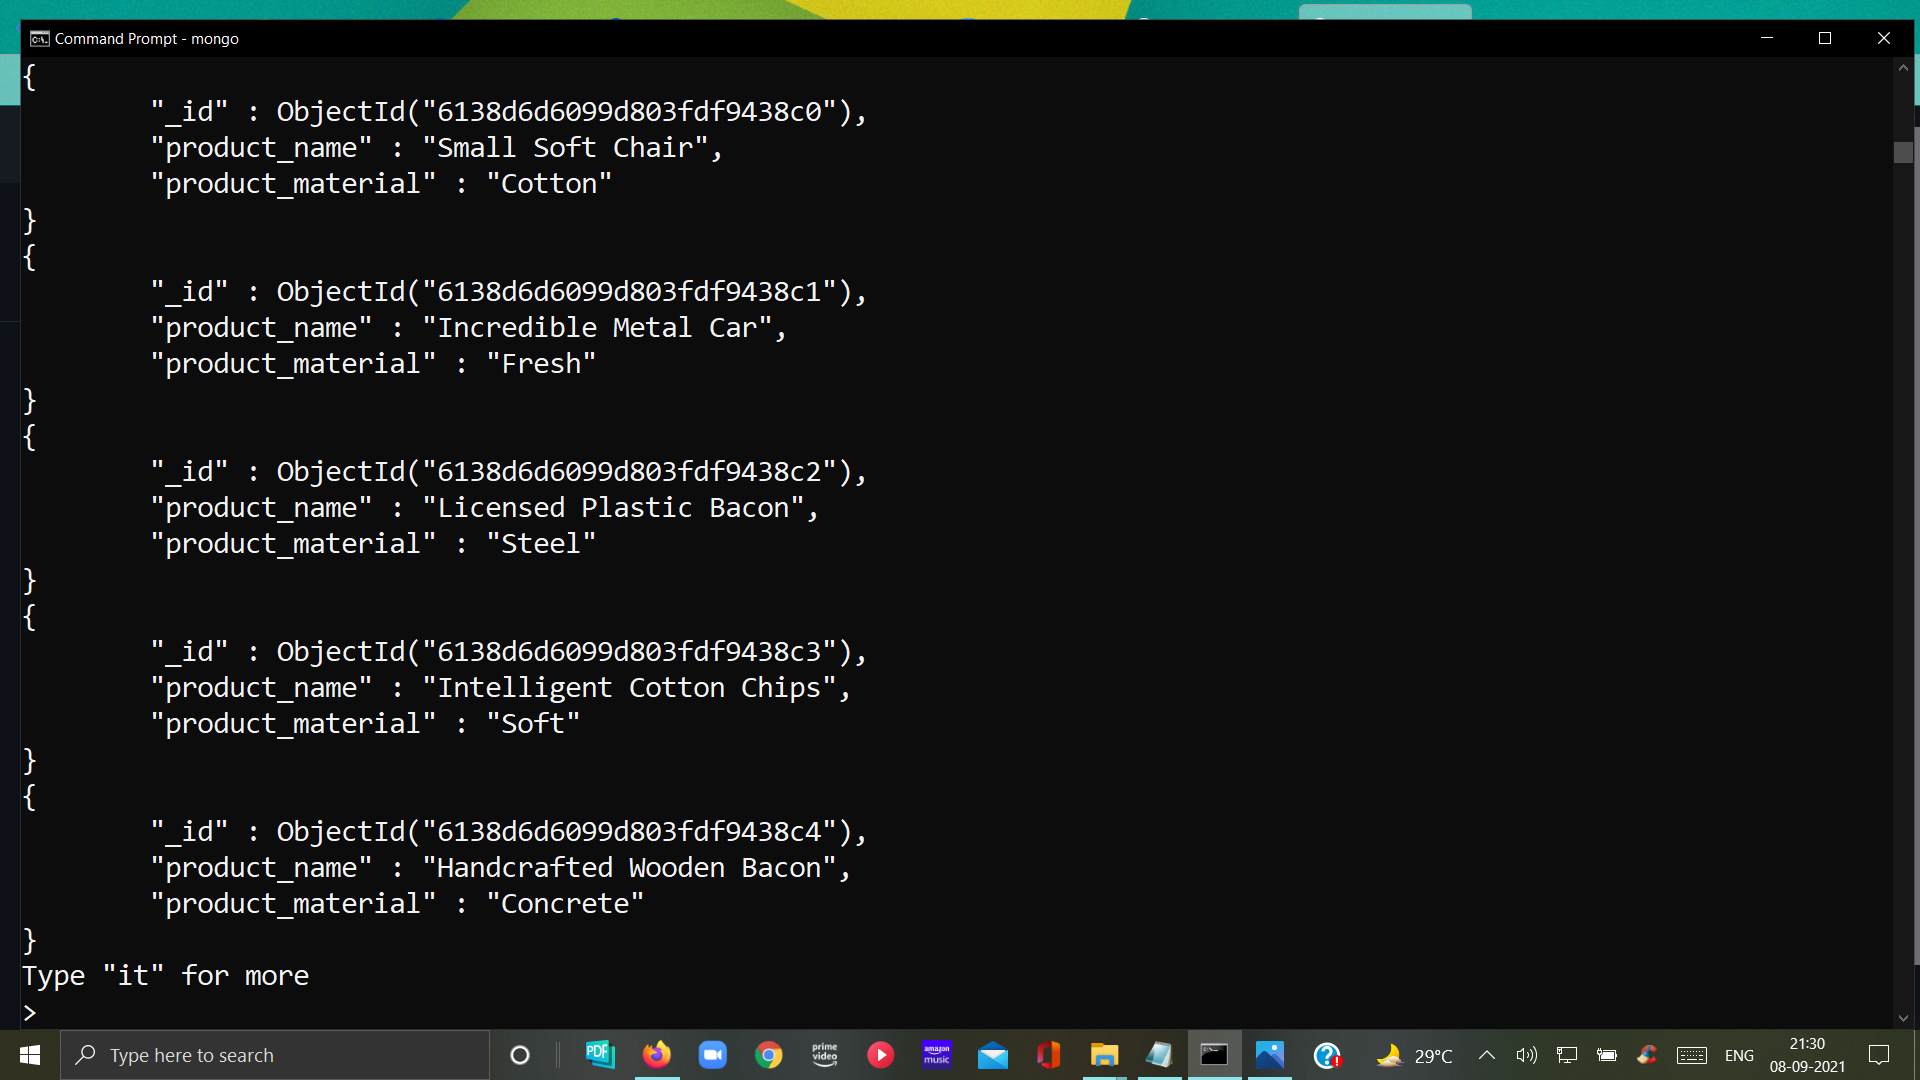 Command Prompt - mongo
{
"_id" : ObjectId("6138d6d6099d803fdf9438c0"),
"product_name" : "Small Soft Chair",
"product_material" : "Cotton"
}
{
"_id" : ObjectId("6138d6d6099d803fdf9438c1"),
"product_name" : "Incredible Metal Car",
"product_material" : "Fresh"
}
{
"_id" : ObjectId("6138d6d6099d803fdf9438c2"),
"product_name" : "Licensed Plastic Bacon",
"product_material" : "Steel"
}
{
"_id" : ObjectId("6138d6d6099d803fdf9438c3"),
"product_name" : "Intelligent Cotton Chips",
"product_material" : "Soft"
}
{
"_id" : ObjectId("6138d6d6099d803fdf9438c4"),
"product_name" : "Handcrafted Wooden Bacon",
"product_material" : "Concrete"
}
Type "it" for more
>
Type here to search
PDF
prime video
amazon music
29°C
ENG
21:30
08-09-2021